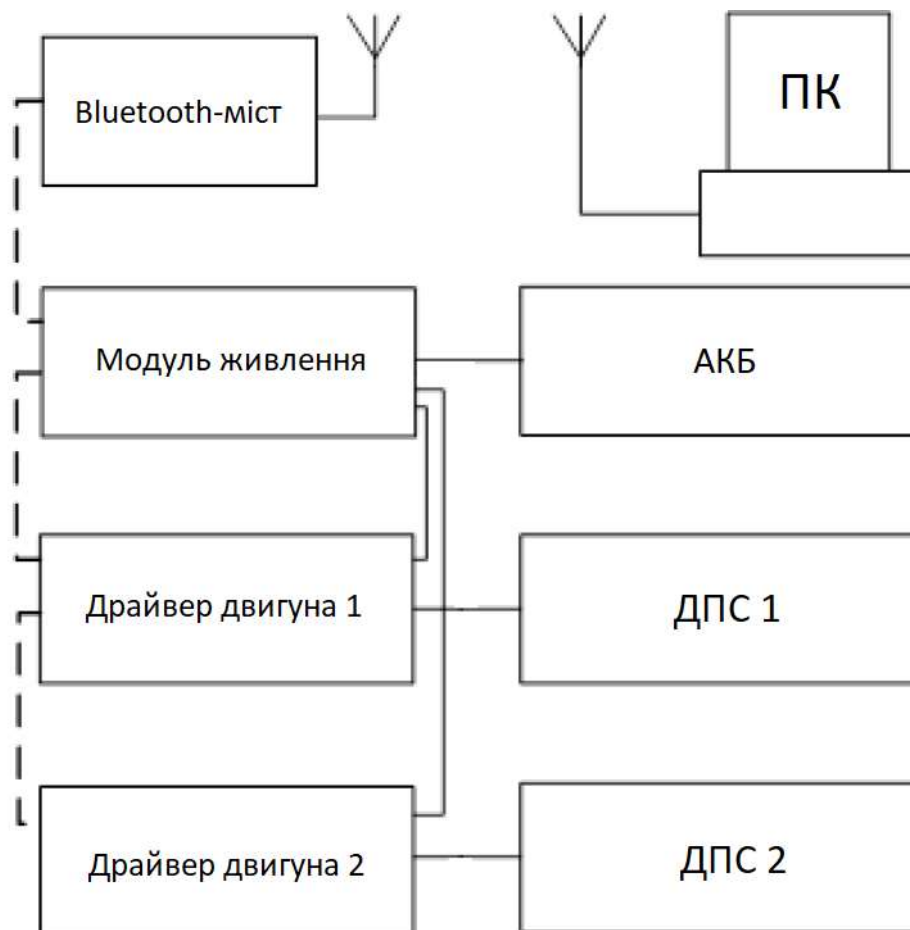 Bluetooth-міст
ПК
Модуль живлення
АКБ
Драйвер двигуна 1
ДПС 1
Драйвер двигуна 2
ДПС 2